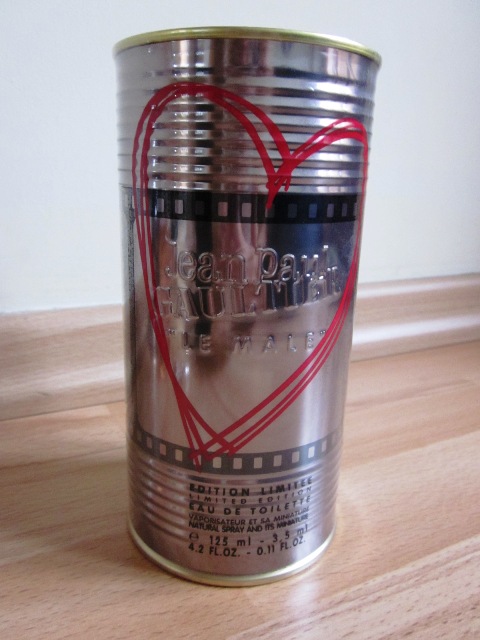 Jean Paul
GAULTIER
"LE MALE"
EDITION LIMITEE
LIMITED EDITION
EAU DE TOILETTE
VAPORISATEUR ET SA MINIATURE
NATURAL SPRAY AND ITS MINIATURE
℮ 125 ml - 3,5 ml
4.2 FL.OZ. - 0.11 FL.OZ.